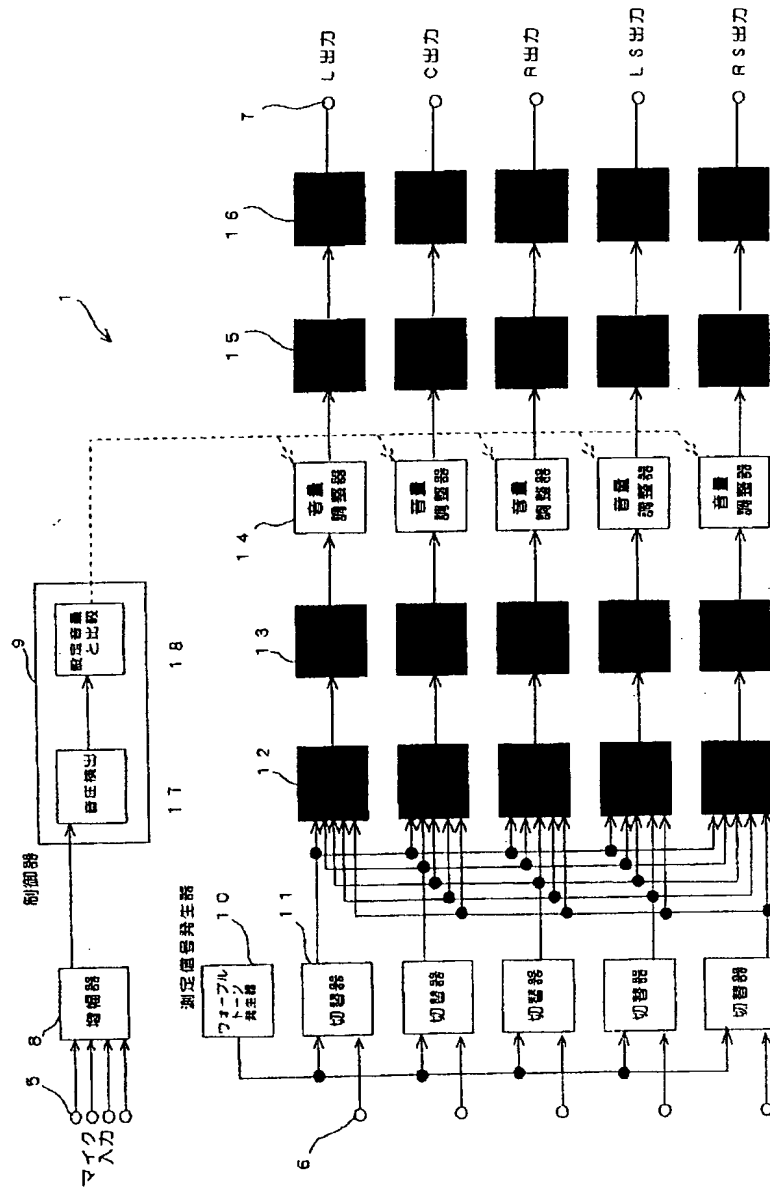 1
マイク
入力
5
8
増幅器
制御器
9
音圧検出
17
設定音量
と比較
18
測定信号発生器
10
ウォーブル
トーン
発生器
6
11
切替器
切替器
切替器
切替器
切替器
12
13
14
音量
調整器
音量
調整器
音量
調整器
音量
調整器
音量
調整器
15
16
7
L出力
C出力
R出力
LS出力
RS出力